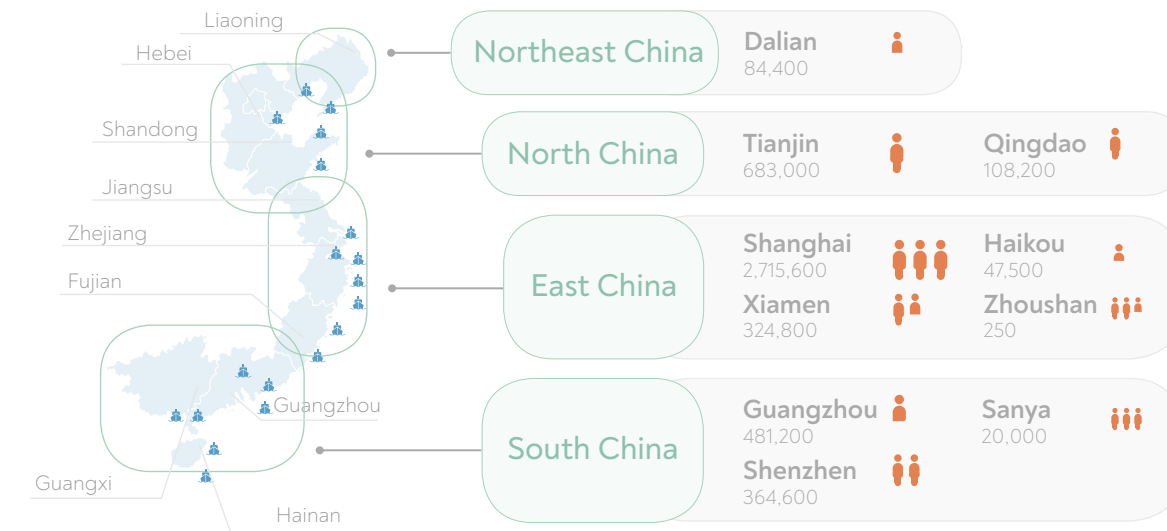 Liaoning
Hebei
Shandong
Jiangsu
Zhejiang
Fujian
Guangzhou
Guangxi
Hainan
Northeast China
Dalian
84,400
North China
Tianjin
683,000
Qingdao
108,200
East China
Shanghai
2,715,600
Haikou
47,500
Xiamen
324,800
Zhoushan
250
South China
Guangzhou
481,200
Sanya
20,000
Shenzhen
364,600